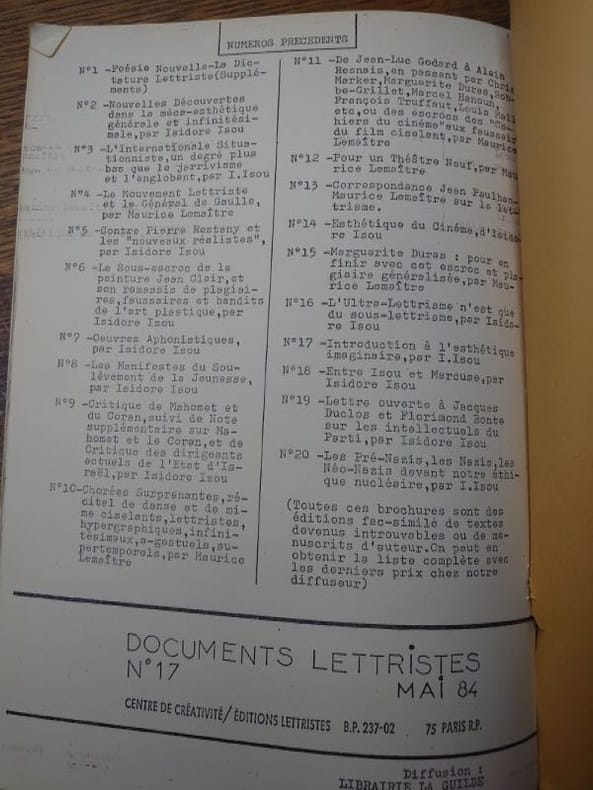 NUMEROS PRECEDENTS
N°1 -Poésie Nouvelle-La Dic-
tature Lettriste(Supplé-
ments)
N°2 -Nouvelles Découvertes
dans la méca-esthétique
générale et infinitési-
male,par Isidore Isou
N°3 -L'Internationale Situa-
tionniste,un degré plus
bas que le jarrivisme
et l'englobant,par I.Isou
N°4 -Le Mouvement Lettriste
et le Général de Gaulle,
par Maurice Lemaître
N°5 -Contre Pierre Restany et
les "nouveaux réalistes",
par Isidore Isou
N°6 -Le Sous-escroc de la
peinture Jean Clair,et
son ramassis de plagiai-
res,faussaires et bandits
de l'art plastique,par
Isidore Isou
N°7 -Oeuvres Aphonistiques,
par Isidore Isou
N°8 -Les Manifestes du Sou-
lèvement de la Jeunesse,
par Isidore Isou
N°9 -Critique de Mahomet et
du Coran,suivi de Note
supplémentaire sur Ma-
homet et le Coran,et de
Critique des dirigeants
actuels de l'Etat d'Is-
raël,par Isidore Isou
N°10-Chorées Surprenantes,ré-
citel de danse et de mi-
me ciselants,lettristes,
hypergraphiques,infini-
tésimaux,a-gestuels,su-
pertemporels,par Maurice
Lemaître
N°11 -De Jean-Luc Godard à Alain
Resnais,en passant par Chris
Marker,Marguerite Duras,Rob-
be-Grillet,Marcel Hanoun,
François Truffaut,Louis Malle
etc,ou des escrocs des "Ca-
hiers du cinéma"aux faussaires
du film ciselant,par Maurice
Lemaître
N°12 -Pour un Théâtre Neuf,par Mau
rice Lemaître
N°13 -Correspondance Jean Paulhan-
Maurice Lemaître sur le Let-
trisme.
N°14 -Esthétique du Cinéma,d'Isido-
re Isou
N°15 -Marguerite Duras : pour en
finir avec cet escroc et pla-
giaire généralisée,par Mau-
rice Lemaître
N°16 -L'Ultra-Lettrisme n'est que
du sous-lettrisme,par Isido-
re Isou
N°17 -Introduction à l'esthétique
imaginaire,par I.Isou
N°18 -Entre Isou et Marcuse,par
Isidore Isou
N°19 -Lettre ouverte à Jacques
Duclos et Florimond Bonte
sur les intellectuels du
Parti,par Isidore Isou
N°20 -Les Pré-Nazis,les Nazis,les
Néo-Nazis devant notre éthi-
que nucléaire,par I.Isou
(Toutes ces brochures sont des
éditions fac-similé de textes
devenus introuvables ou de ma-
nuscrits d'auteur.On peut en
obtenir la liste complète avec
les derniers prix chez notre
diffuseur)
DOCUMENTS LETTRISTES
N°17 MAI 84
CENTRE DE CRÉATIVITÉ/ÉDITIONS LETTRISTES B.P. 237-02 75 PARIS R.P.
Diffusion :
LIBRAIRIE LA GUILDE